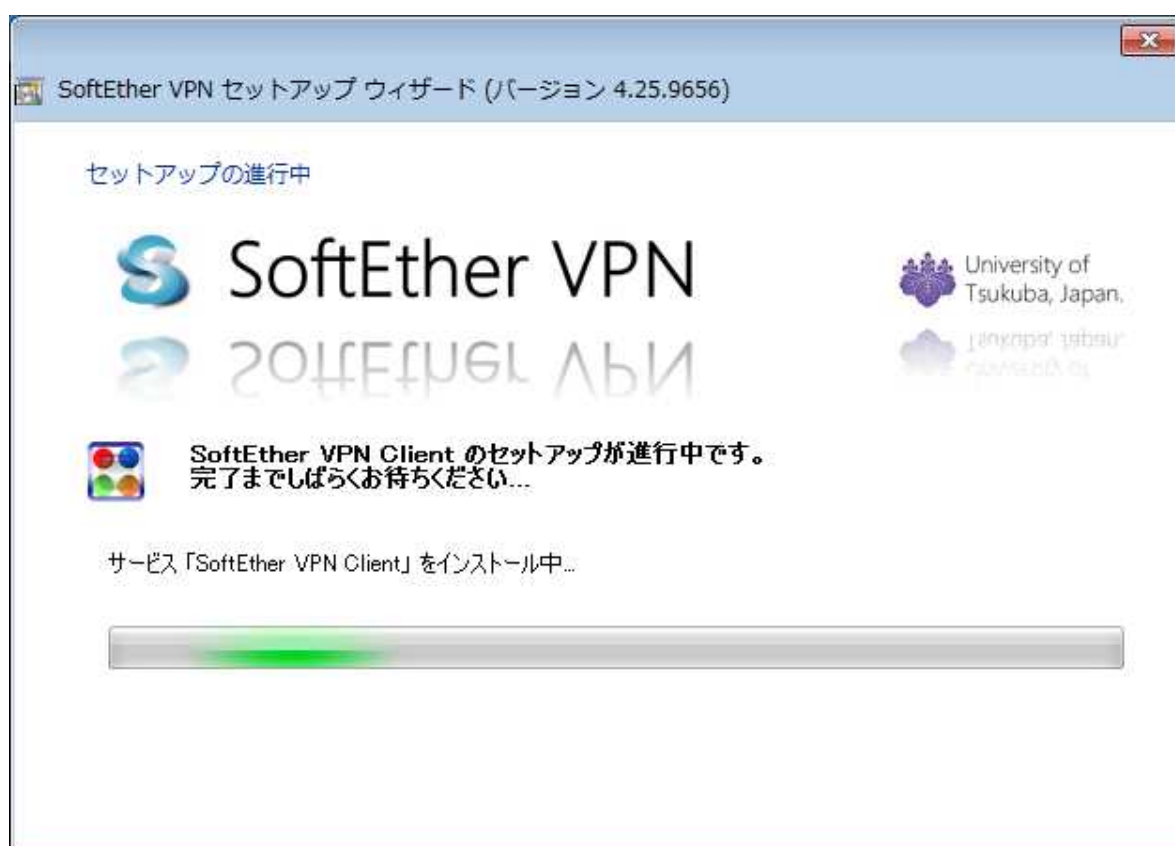 SoftEther VPN セットアップ ウィザード (バージョン 4.25.9656)
セットアップの進行中
SoftEther VPN
University of
Tsukuba, Japan.
SoftEther VPN Client のセットアップが進行中です。
完了までしばらくお待ちください...
サービス「SoftEther VPN Client」をインストール中...